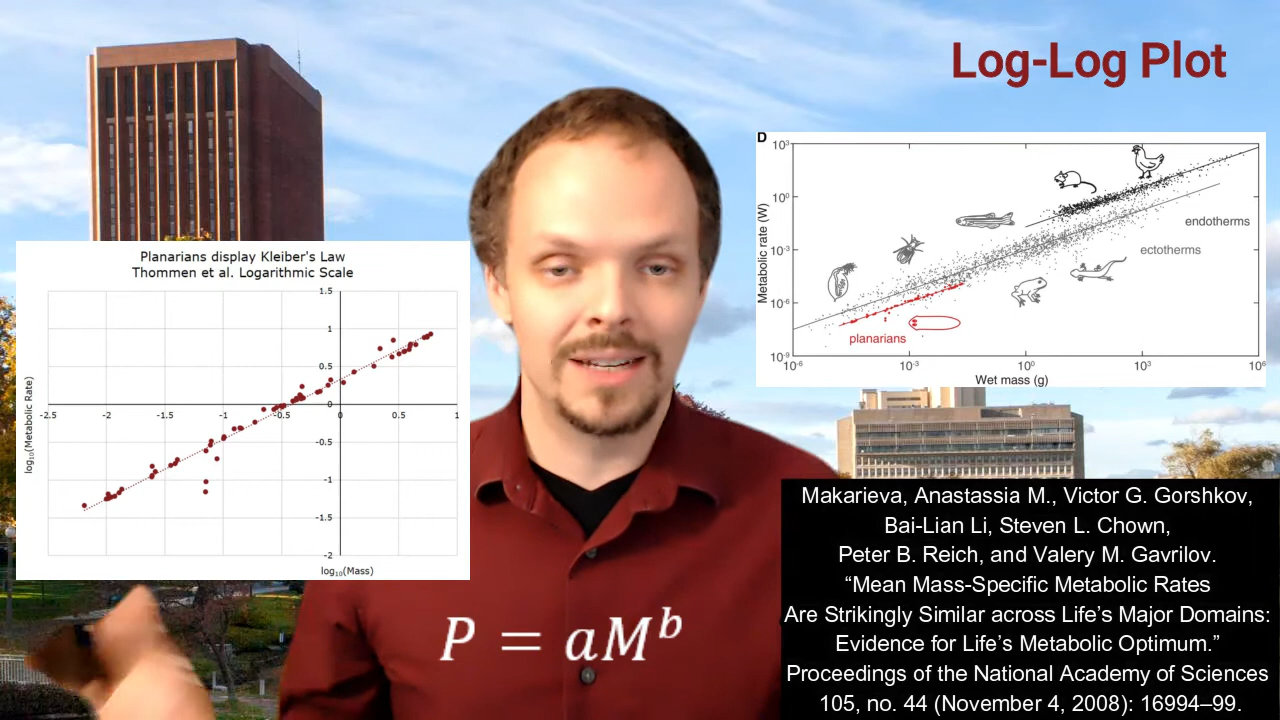 Log-Log Plot
Planarians display Kleiber's Law
Thommen et al. Logarithmic Scale
1.5
1
0.5
0
-2.5 -2 -1.5 -1 -0.5 0 0.5 1
-0.5
-1
-1.5
-2
log₁₀(Metabolic Rate)
log₁₀(Mass)
D
10³
10⁰
10⁻³
10⁻⁶
10⁻⁹
Metabolic rate (W)
endotherms
ectotherms
planarians
10⁻⁶ 10⁻³ 10⁰ 10³ 10⁶
Wet mass (g)
P = aMᵇ
Makarieva, Anastassia M., Victor G. Gorshkov,
Bai-Lian Li, Steven L. Chown,
Peter B. Reich, and Valery M. Gavrilov.
“Mean Mass-Specific Metabolic Rates
Are Strikingly Similar across Life’s Major Domains:
Evidence for Life’s Metabolic Optimum.”
Proceedings of the National Academy of Sciences
105, no. 44 (November 4, 2008): 16994–99.